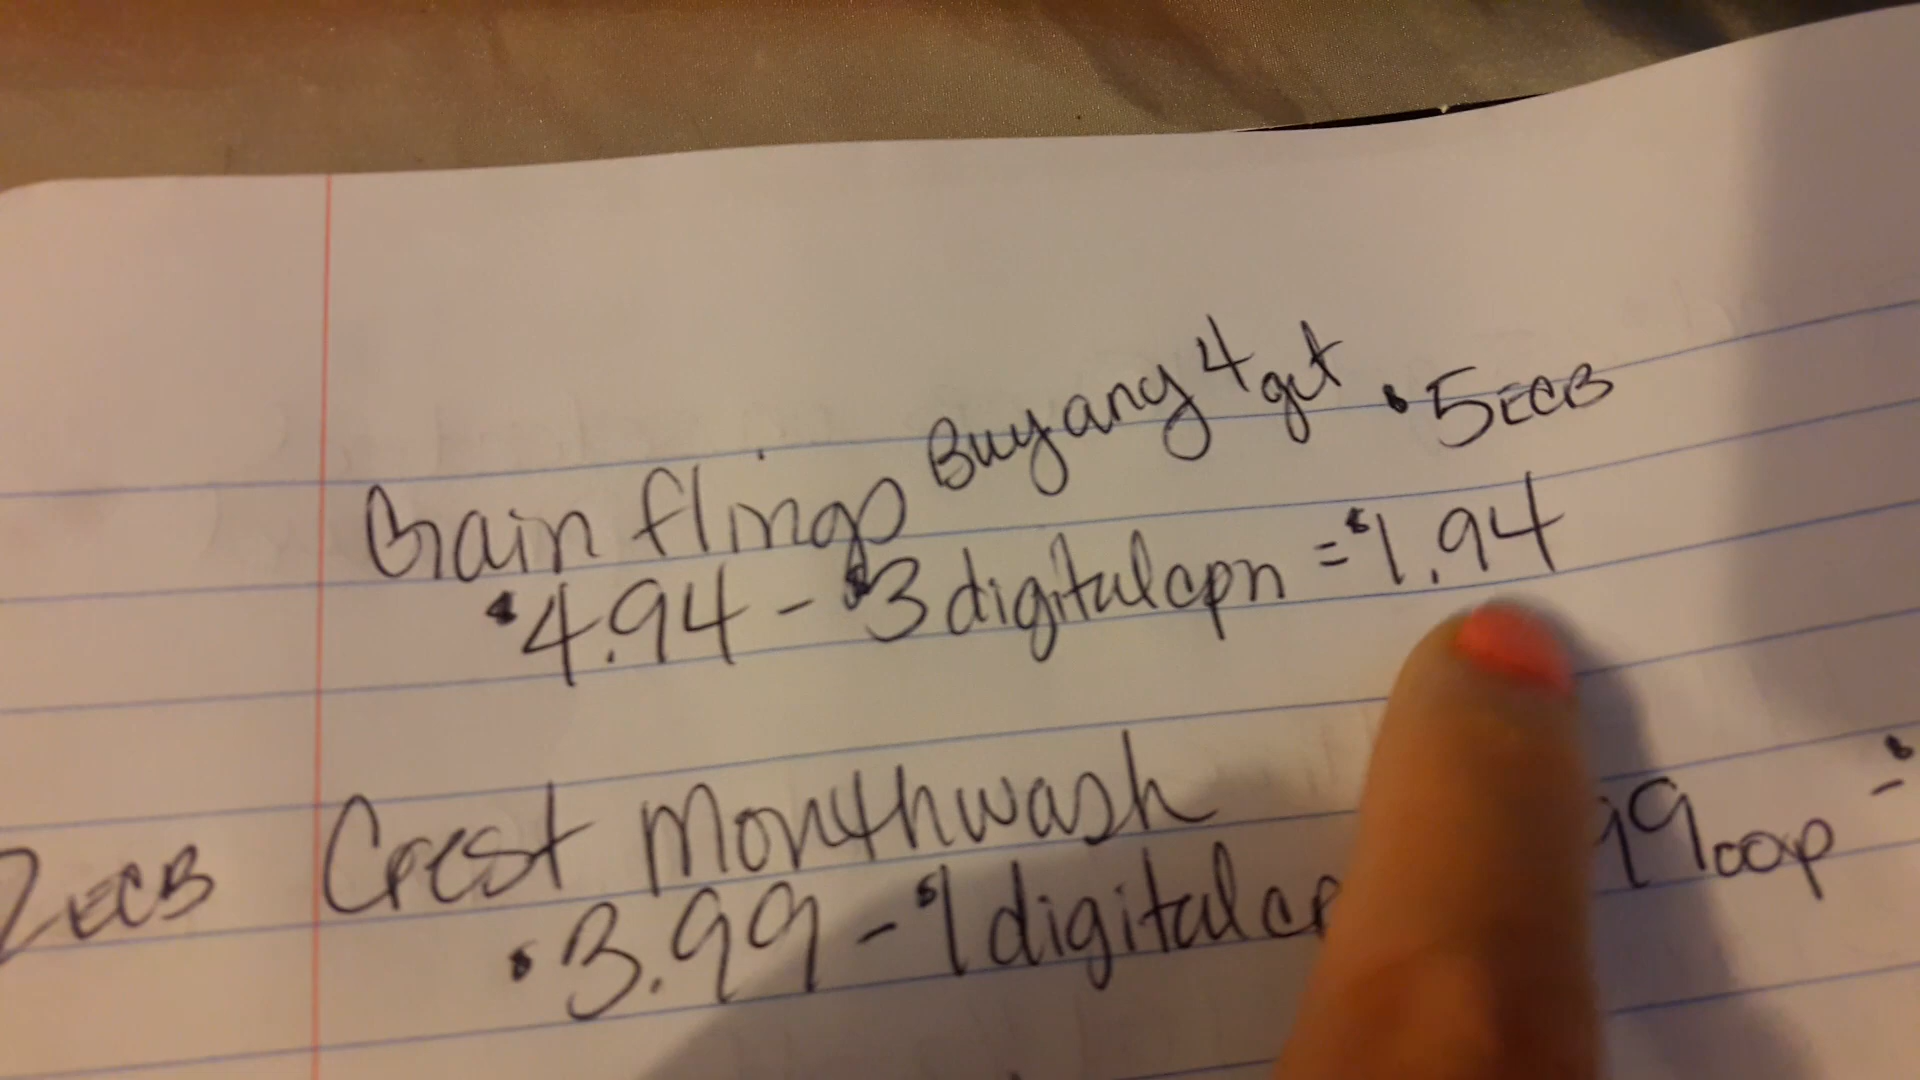 Buy any 4 get $5 ECB
Gain flings
$4.94 - $3 digital cpn = $1.94
2 ECB Crest Mouthwash
$3.99 - $1 digital 99 oop - $